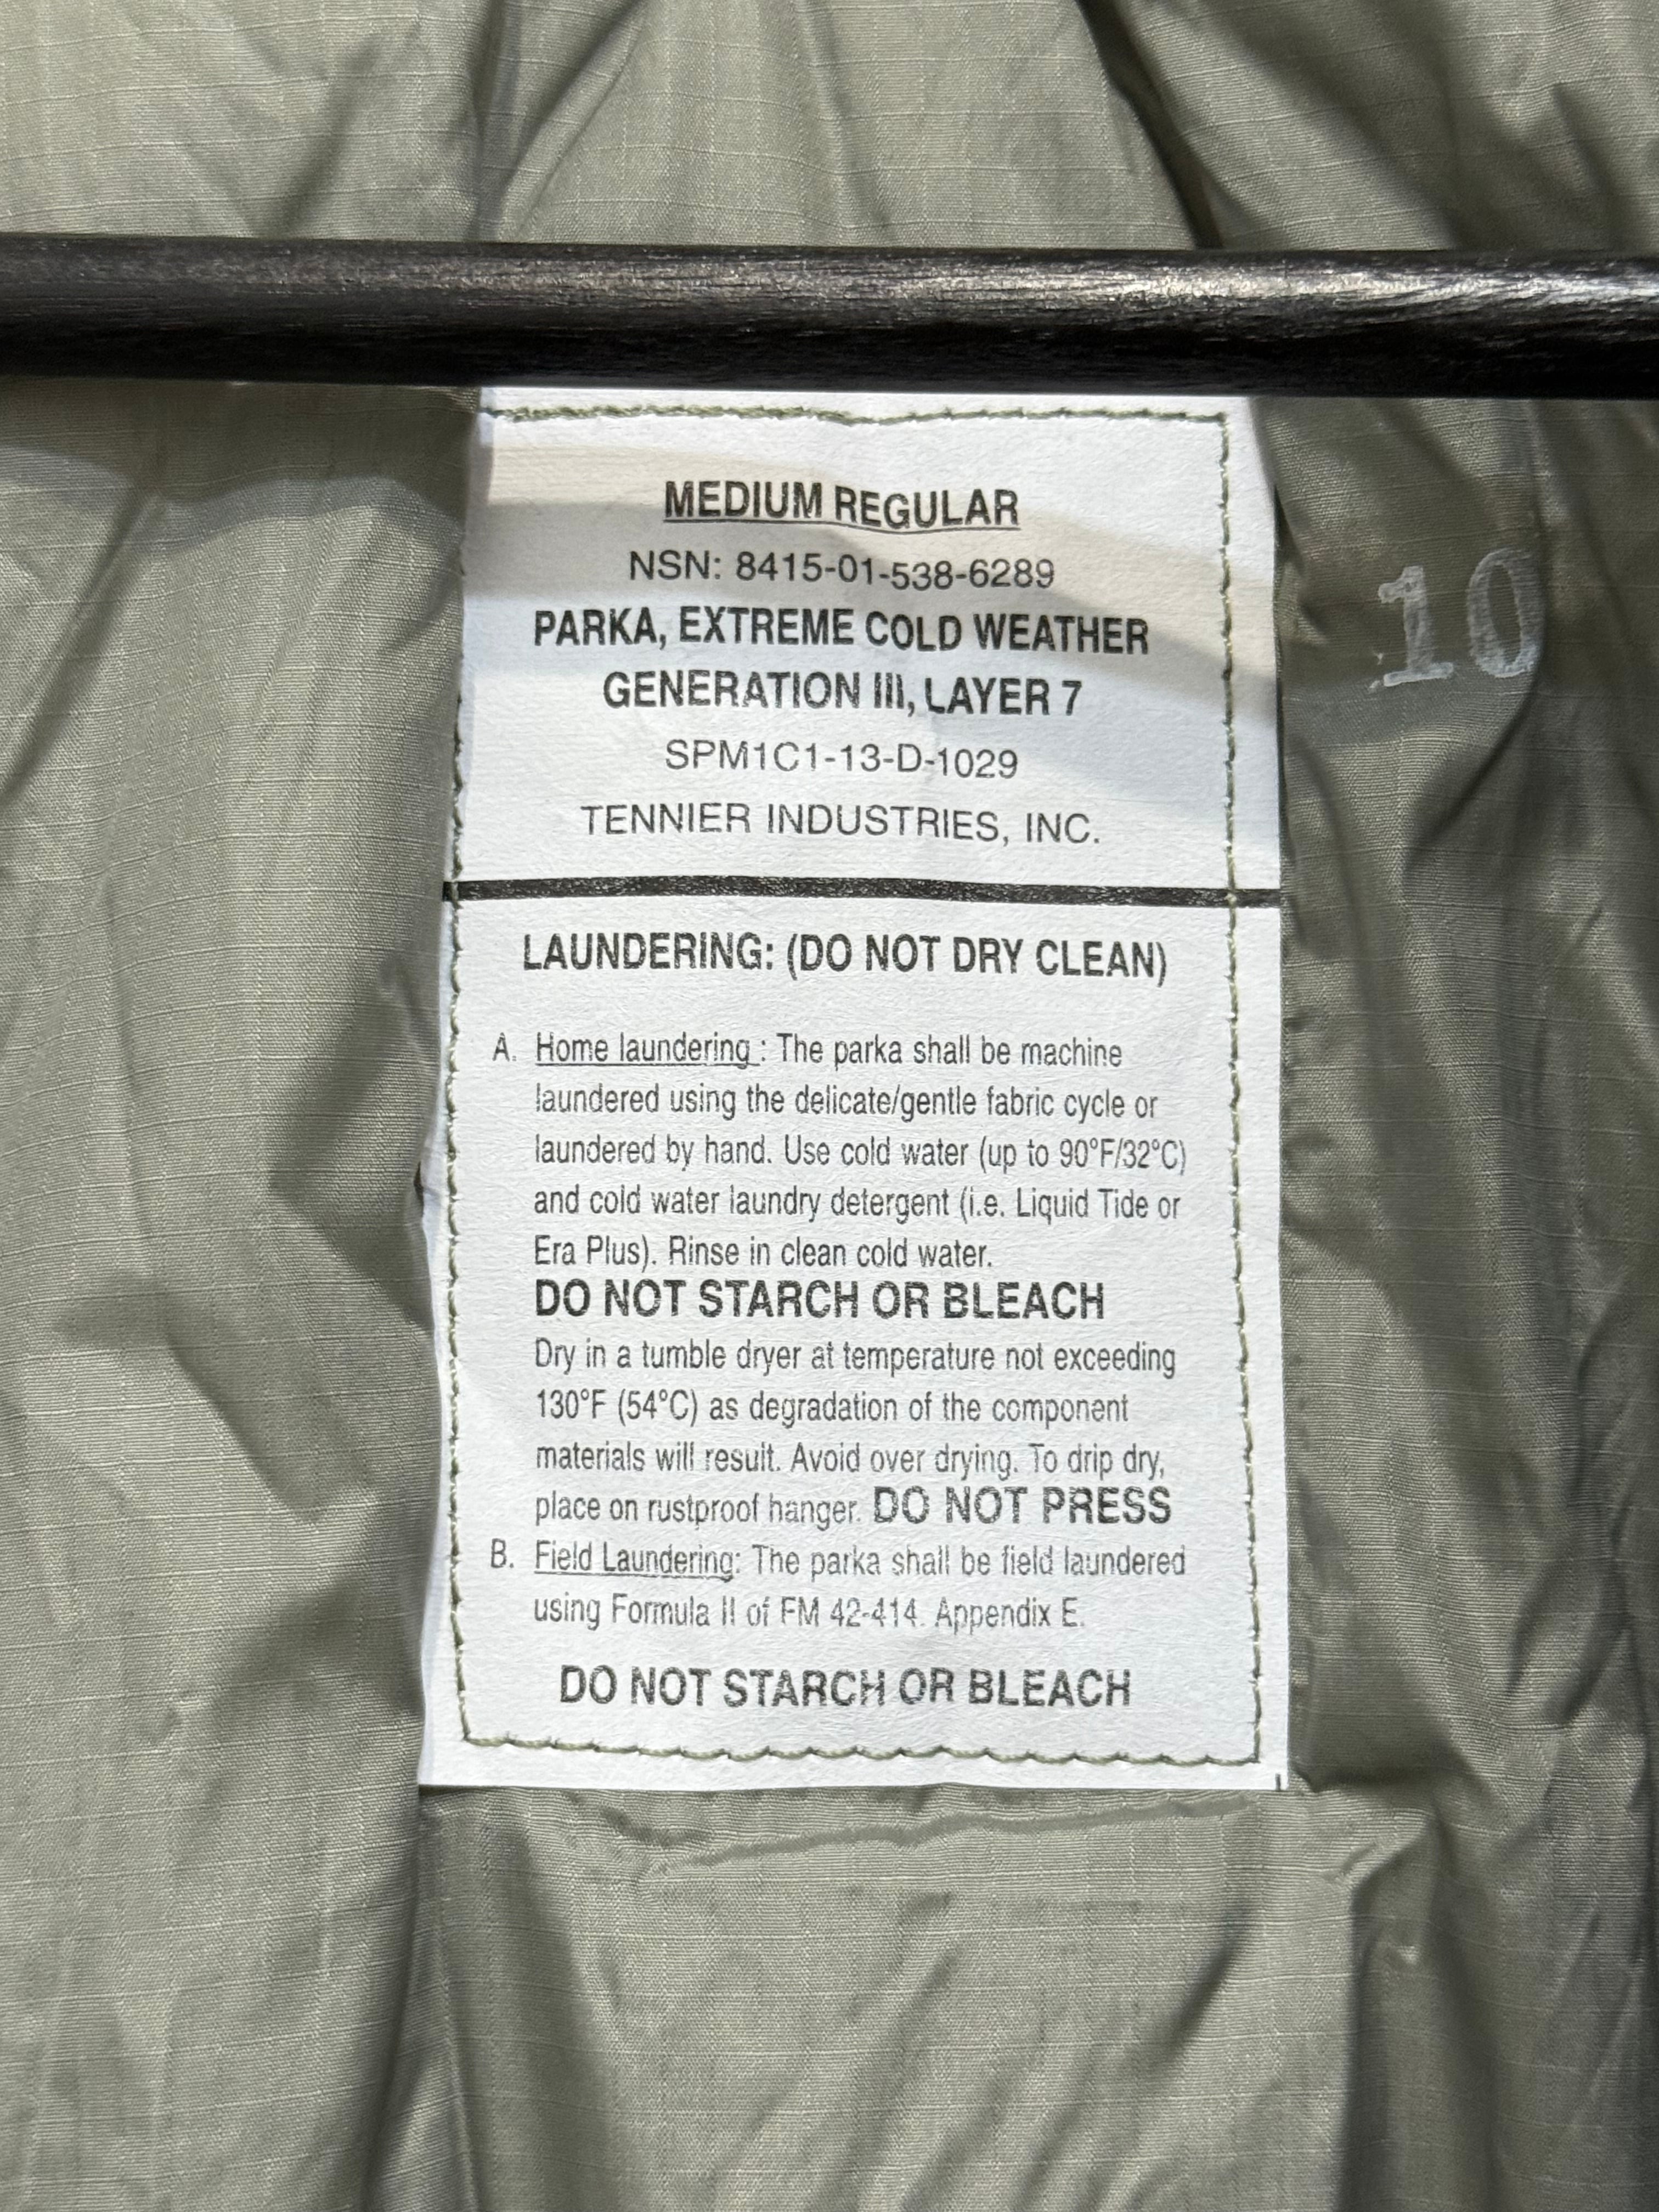 MEDIUM REGULAR
NSN: 8415-01-538-6289
PARKA, EXTREME COLD WEATHER
GENERATION III, LAYER 7
SPM1C1-13-D-1029
TENNIER INDUSTRIES, INC.
10
LAUNDERING: (DO NOT DRY CLEAN)
A. Home laundering : The parka shall be machine
laundered using the delicate/gentle fabric cycle or
laundered by hand. Use cold water (up to 90°F/32°C)
and cold water laundry detergent (i.e. Liquid Tide or
Era Plus). Rinse in clean cold water.
DO NOT STARCH OR BLEACH
Dry in a tumble dryer at temperature not exceeding
130°F (54°C) as degradation of the component
materials will result. Avoid over drying. To drip dry,
place on rustproof hanger. DO NOT PRESS
B. Field Laundering: The parka shall be field laundered
using Formula II of FM 42-414. Appendix E.
DO NOT STARCH OR BLEACH